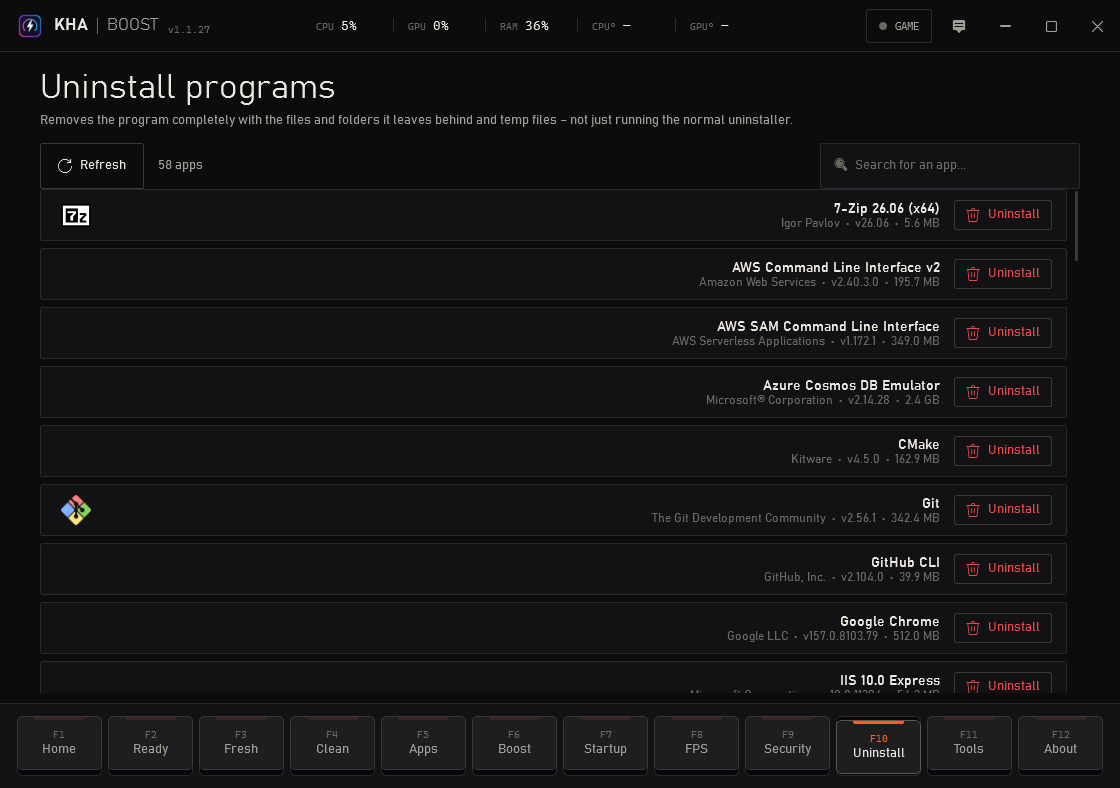 KHA | BOOST v1.1.27
CPU 5% GPU 0% RAM 36% CPU° — GPU° —
GAME
Uninstall programs
Removes the program completely with the files and folders it leaves behind and temp files – not just running the normal uninstaller.
Refresh 58 apps Search for an app...
7-Zip 26.06 (x64)
Igor Pavlov • v26.06 • 5.6 MB
Uninstall
AWS Command Line Interface v2
Amazon Web Services • v2.40.3.0 • 195.7 MB
Uninstall
AWS SAM Command Line Interface
AWS Serverless Applications • v1.172.1 • 349.0 MB
Uninstall
Azure Cosmos DB Emulator
Microsoft® Corporation • v2.14.28 • 2.4 GB
Uninstall
CMake
Kitware • v4.5.0 • 162.9 MB
Uninstall
Git
The Git Development Community • v2.56.1 • 342.4 MB
Uninstall
GitHub CLI
GitHub, Inc. • v2.104.0 • 39.9 MB
Uninstall
Google Chrome
Google LLC • v157.0.8103.79 • 512.0 MB
Uninstall
IIS 10.0 Express
Uninstall
F1 F2 F3 F4 F5 F6 F7 F8 F9 F10 F11 F12
Home Ready Fresh Clean Apps Boost Startup FPS Security Uninstall Tools About